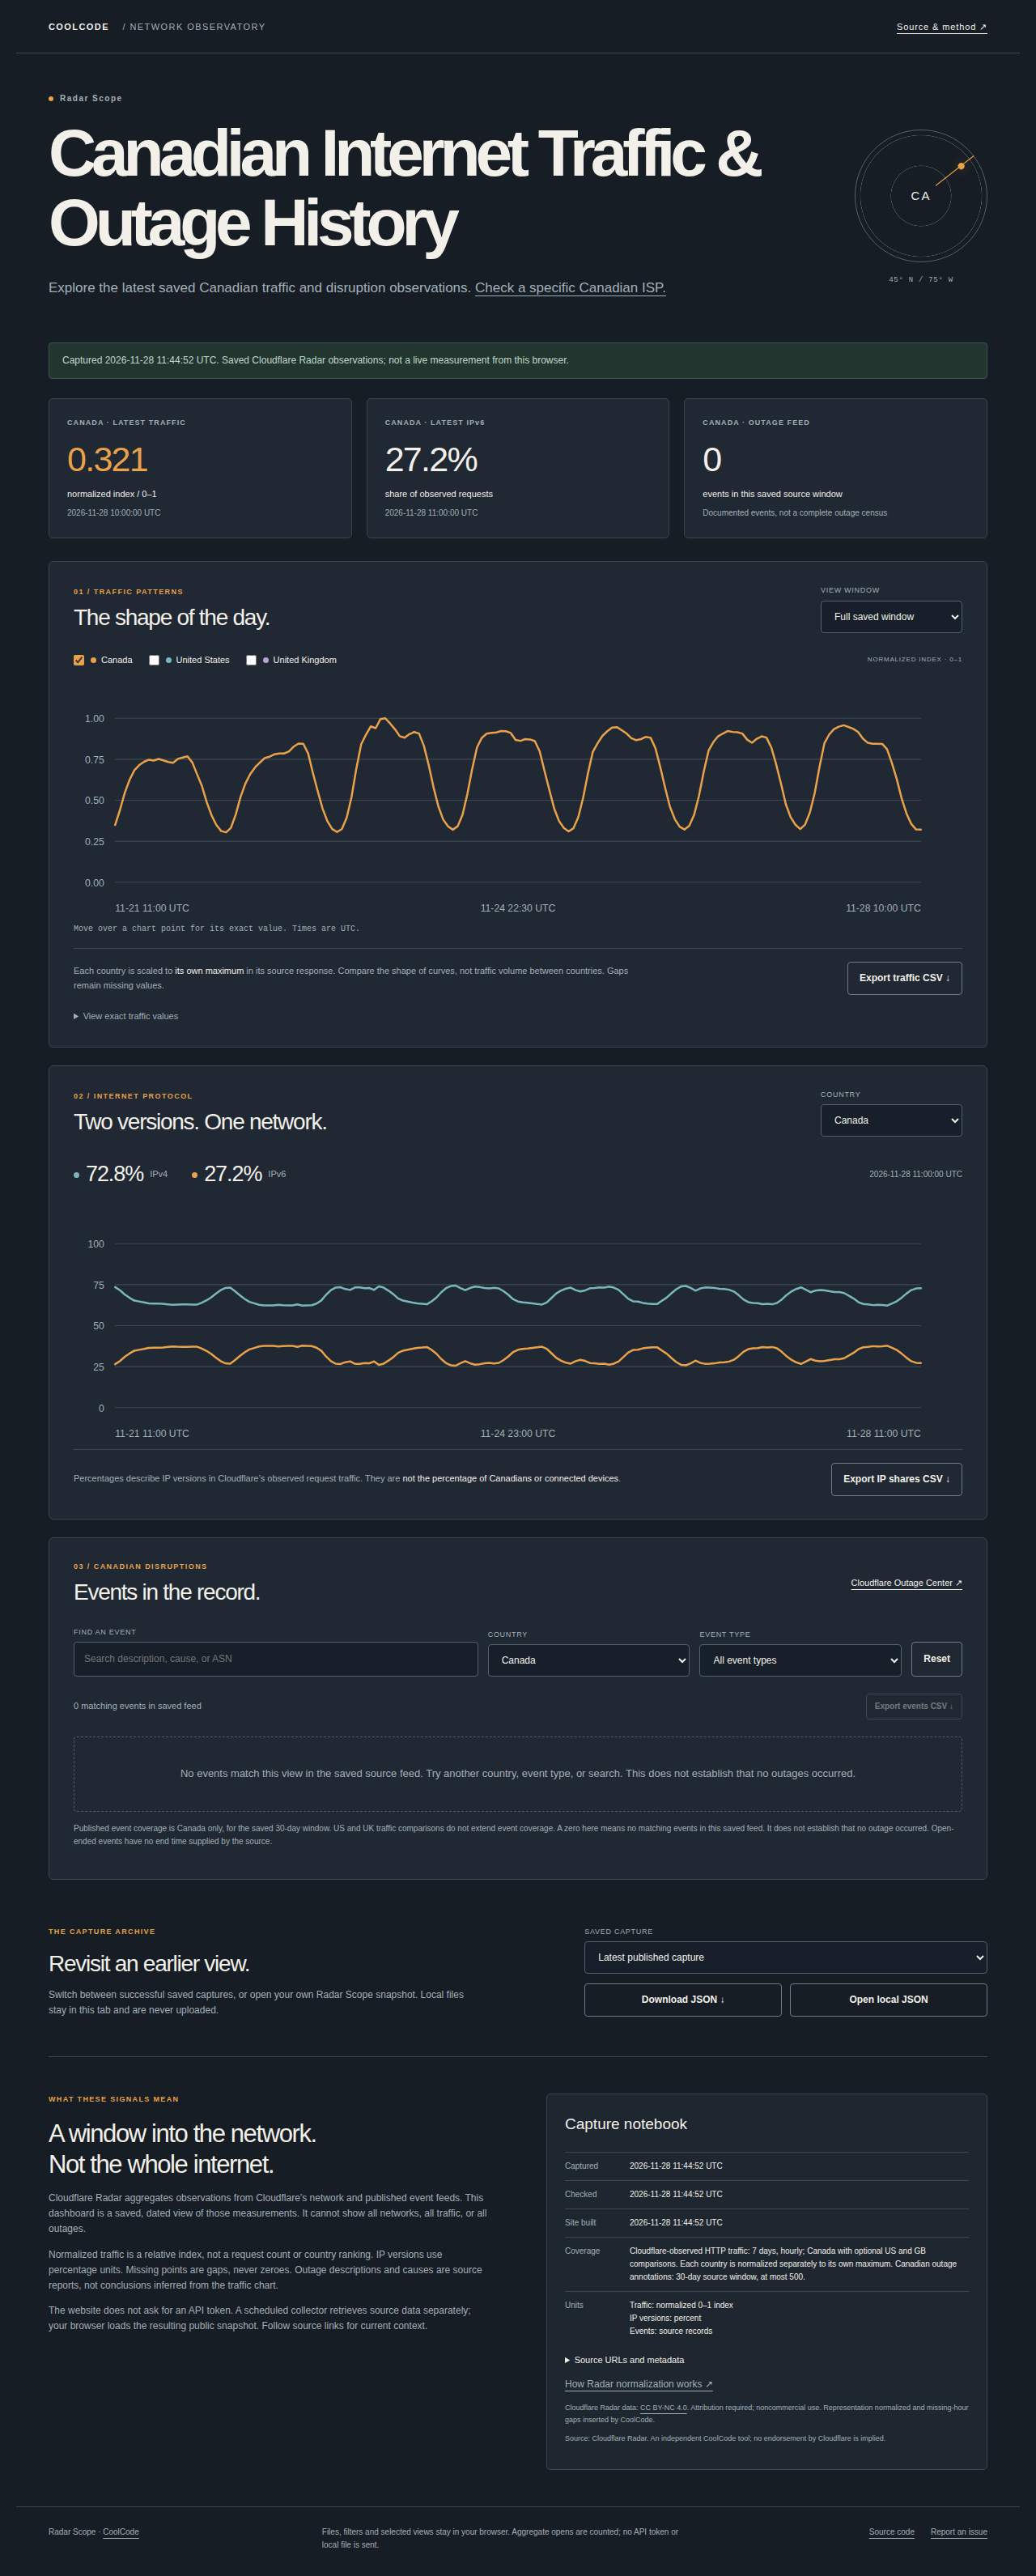 COOLCODE / NETWORK OBSERVATORY
Source & method ↗
Radar Scope
Canadian Internet Traffic &
Outage History
CA
45° N / 75° W
Explore the latest saved Canadian traffic and disruption observations. Check a specific Canadian ISP.
Captured 2026-11-28 11:44:52 UTC. Saved Cloudflare Radar observations; not a live measurement from this browser.
CANADA · LATEST TRAFFIC
0.321
normalized index / 0–1
2026-11-28 10:00:00 UTC
CANADA · LATEST IPv6
27.2%
share of observed requests
2026-11-28 11:00:00 UTC
CANADA · OUTAGE FEED
0
events in this saved source window
Documented events, not a complete outage census
01 / TRAFFIC PATTERNS
The shape of the day.
VIEW WINDOW
Full saved window
Canada
United States
United Kingdom
NORMALIZED INDEX · 0–1
1.00
0.75
0.50
0.25
0.00
11-21 11:00 UTC
11-24 22:30 UTC
11-28 10:00 UTC
Move over a chart point for its exact value. Times are UTC.
Each country is scaled to its own maximum in its source response. Compare the shape of curves, not traffic volume between countries. Gaps
remain missing values.
Export traffic CSV ↓
View exact traffic values
02 / INTERNET PROTOCOL
Two versions. One network.
COUNTRY
Canada
72.8% IPv4
27.2% IPv6
2026-11-28 11:00:00 UTC
100
75
50
25
0
11-21 11:00 UTC
11-24 23:00 UTC
11-28 11:00 UTC
Percentages describe IP versions in Cloudflare's observed request traffic. They are not the percentage of Canadians or connected devices.
Export IP shares CSV ↓
03 / CANADIAN DISRUPTIONS
Events in the record.
Cloudflare Outage Center ↗
FIND AN EVENT
Search description, cause, or ASN
COUNTRY
Canada
EVENT TYPE
All event types
Reset
0 matching events in saved feed
Export events CSV ↓
No events match this view in the saved source feed. Try another country, event type, or search. This does not establish that no outages occurred.
Published event coverage is Canada only, for the saved 30-day window. US and UK traffic comparisons do not extend event coverage. A zero here means no matching events in this saved feed. It does not establish that no outage occurred. Open-
ended events have no end time supplied by the source.
THE CAPTURE ARCHIVE
Revisit an earlier view.
Switch between successful saved captures, or open your own Radar Scope snapshot. Local files
stay in this tab and are never uploaded.
SAVED CAPTURE
Latest published capture
Download JSON ↓
Open local JSON
WHAT THESE SIGNALS MEAN
A window into the network.
Not the whole internet.
Cloudflare Radar aggregates observations from Cloudflare's network and published event feeds. This
dashboard is a saved, dated view of those measurements. It cannot show all networks, all traffic, or all
outages.
Normalized traffic is a relative index, not a request count or country ranking. IP versions use
percentage units. Missing points are gaps, never zeroes. Outage descriptions and causes are source
reports, not conclusions inferred from the traffic chart.
The website does not ask for an API token. A scheduled collector retrieves source data separately;
your browser loads the resulting public snapshot. Follow source links for current context.
Capture notebook
Captured 2026-11-28 11:44:52 UTC
Checked 2026-11-28 11:44:52 UTC
Site built 2026-11-28 11:44:52 UTC
Coverage Cloudflare-observed HTTP traffic: 7 days, hourly; Canada with optional US and GB
comparisons. Each country is normalized separately to its own maximum. Canadian outage
annotations: 30-day source window, at most 500.
Units Traffic: normalized 0–1 index
IP versions: percent
Events: source records
Source URLs and metadata
How Radar normalization works ↗
Cloudflare Radar data: CC BY-NC 4.0. Attribution required; noncommercial use. Representation normalized and missing-hour
gaps inserted by CoolCode.
Source: Cloudflare Radar. An independent CoolCode tool; no endorsement by Cloudflare is implied.
Radar Scope · CoolCode
Files, filters and selected views stay in your browser. Aggregate opens are counted; no API token or
local file is sent.
Source code
Report an issue